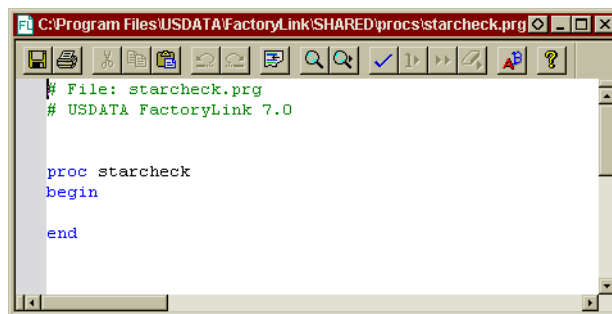 C:\Program Files\USDATA\FactoryLink\SHARED\procs\starcheck.prg
# File: starcheck.prg
# USDATA FactoryLink 7.0
proc starcheck
begin
end